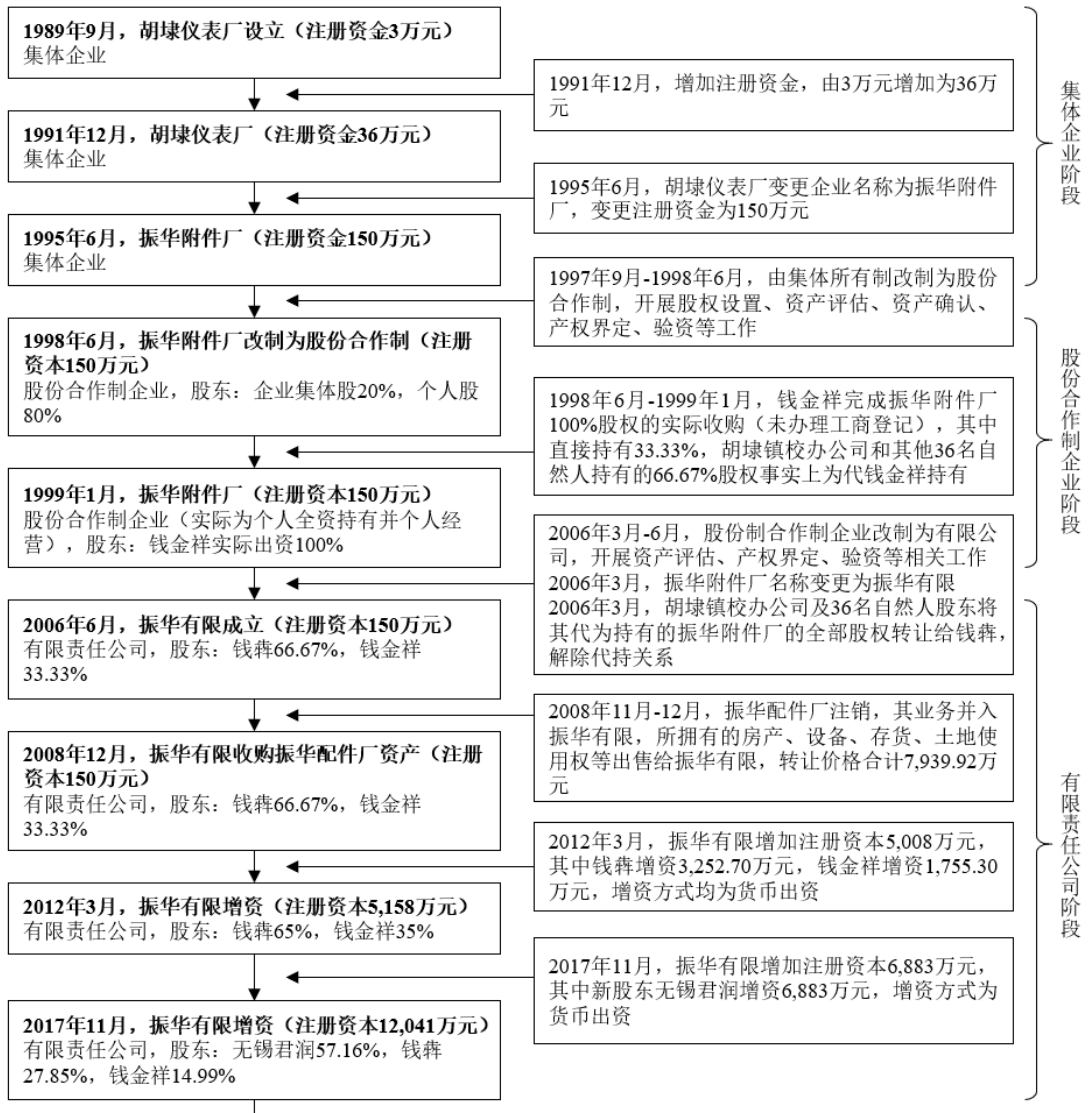 1989年9月，胡埭仪表厂设立（注册资金3万元）
集体企业
1991年12月，增加注册资金，由3万元增加为36万
元
1991年12月，胡埭仪表厂（注册资金36万元）
集体企业
1995年6月，胡埭仪表厂变更企业名称为振华附件
厂，变更注册资金为150万元
1995年6月，振华附件厂（注册资金150万元）
集体企业
集体企业阶段
1997年9月-1998年6月，由集体所有制改制为股份
合作制，开展股权设置、资产评估、资产确认、
产权界定、验资等工作
1998年6月，振华附件厂改制为股份合作制（注册
资本150万元）
股份合作制企业，股东：企业集体股20%，个人股
80%
1998年6月-1999年1月，钱金祥完成振华附件厂
100%股权的实际收购（未办理工商登记），其中
直接持有33.33%，胡埭镇校办公司和其他36名自
然人持有的66.67%股权事实上为代钱金祥持有
1999年1月，振华附件厂（注册资本150万元）
股份合作制企业（实际为个人全资持有并个人经
营），股东：钱金祥实际出资100%
股份合作制企业阶段
2006年3月-6月，股份制合作制企业改制为有限公
司，开展资产评估、产权界定、验资等相关工作
2006年3月，振华附件厂名称变更为振华有限
2006年3月，胡埭镇校办公司及36名自然人股东将
其代为持有的振华附件厂的全部股权转让给钱犇，
解除代持关系
2006年6月，振华有限成立（注册资本150万元）
有限责任公司，股东：钱犇66.67%，钱金祥
33.33%
2008年11月-12月，振华配件厂注销，其业务并入
振华有限，所拥有的房产、设备、存货、土地使
用权等出售给振华有限，转让价格合计7,939.92万
元
2008年12月，振华有限收购振华配件厂资产（注册
资本150万元）
有限责任公司，股东：钱犇66.67%，钱金祥
33.33%
2012年3月，振华有限增加注册资本5,008万元，
其中钱犇增资3,252.70万元，钱金祥增资1,755.30
万元，增资方式均为货币出资
2012年3月，振华有限增资（注册资本5,158万元）
有限责任公司，股东：钱犇65%，钱金祥35%
2017年11月，振华有限增加注册资本6,883万元，
其中新股东无锡君润增资6,883万元，增资方式为
货币出资
2017年11月，振华有限增资（注册资本12,041万元）
有限责任公司，股东：无锡君润57.16%，钱犇
27.85%，钱金祥14.99%
有限责任公司阶段